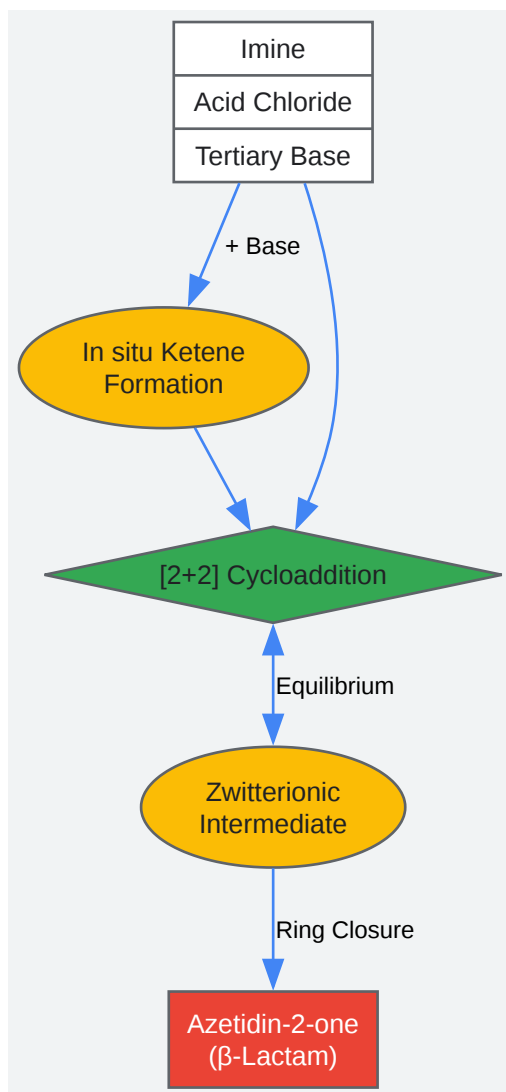 Imine
Acid Chloride
Tertiary Base
+ Base
In situ Ketene
Formation
[2+2] Cycloaddition
Equilibrium
Zwitterionic
Intermediate
Ring Closure
Azetidin-2-one
(β-Lactam)